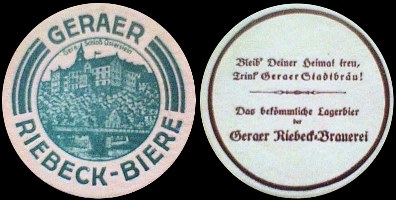 GERAER
Gera - Schloß Osterstein
RIEBECK-BIERE
Bleib' Deiner Heimat treu,
Trink' Geraer Stadtbräu!
Das bekömmliche Lagerbier
der
Geraer Riebeck-Brauerei